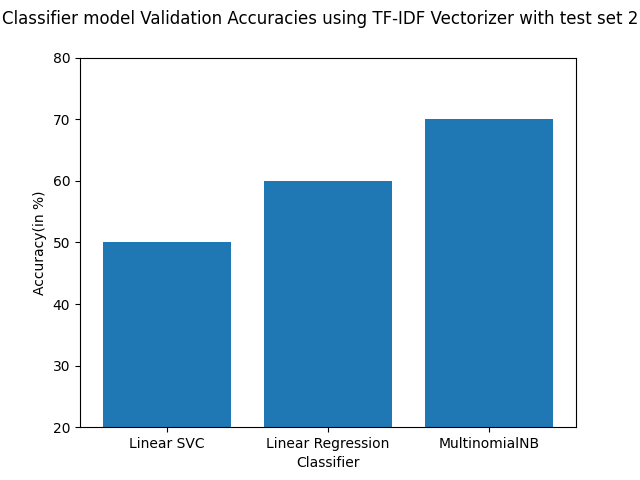 Classifier model Validation Accuracies using TF-IDF Vectorizer with test set 2
80
70
60
50
40
30
20
Accuracy(in %)
Linear SVC
Linear Regression
MultinomialNB
Classifier